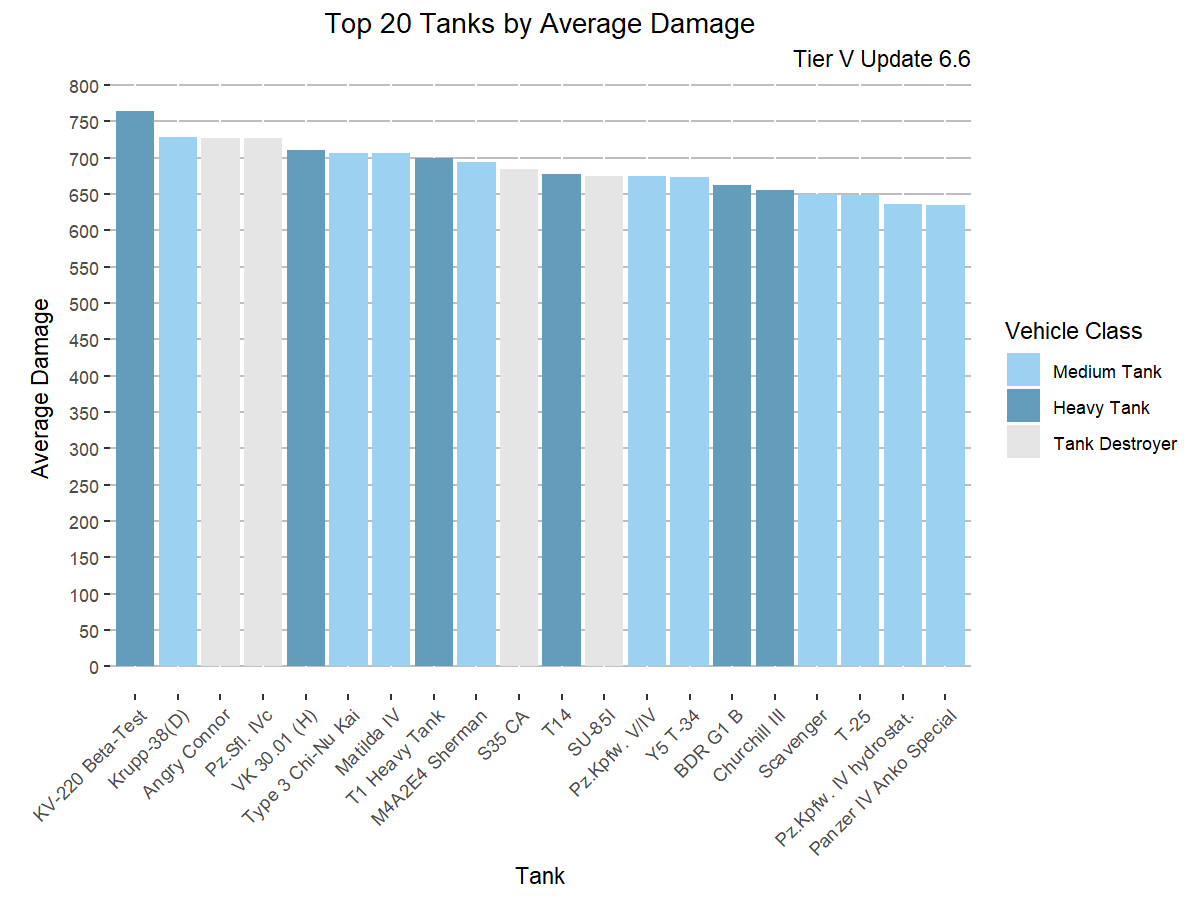 Top 20 Tanks by Average Damage
Tier V Update 6.6
Average Damage
800
750
700
650
600
550
500
450
400
350
300
250
200
150
100
50
0
KV-220 Beta-Test
Krupp-38(D)
Angry Connor
Pz.Sfl. IVc
VK 30.01 (H)
Type 3 Chi-Nu Kai
Matilda IV
T1 Heavy Tank
M4A2E4 Sherman
S35 CA
T14
SU-85I
Pz.Kpfw. V/IV
Y5 T-34
BDR G1 B
Churchill III
Scavenger
T-25
Pz.Kpfw. IV hydrostat.
Panzer IV Anko Special
Tank
Vehicle Class
Medium Tank
Heavy Tank
Tank Destroyer